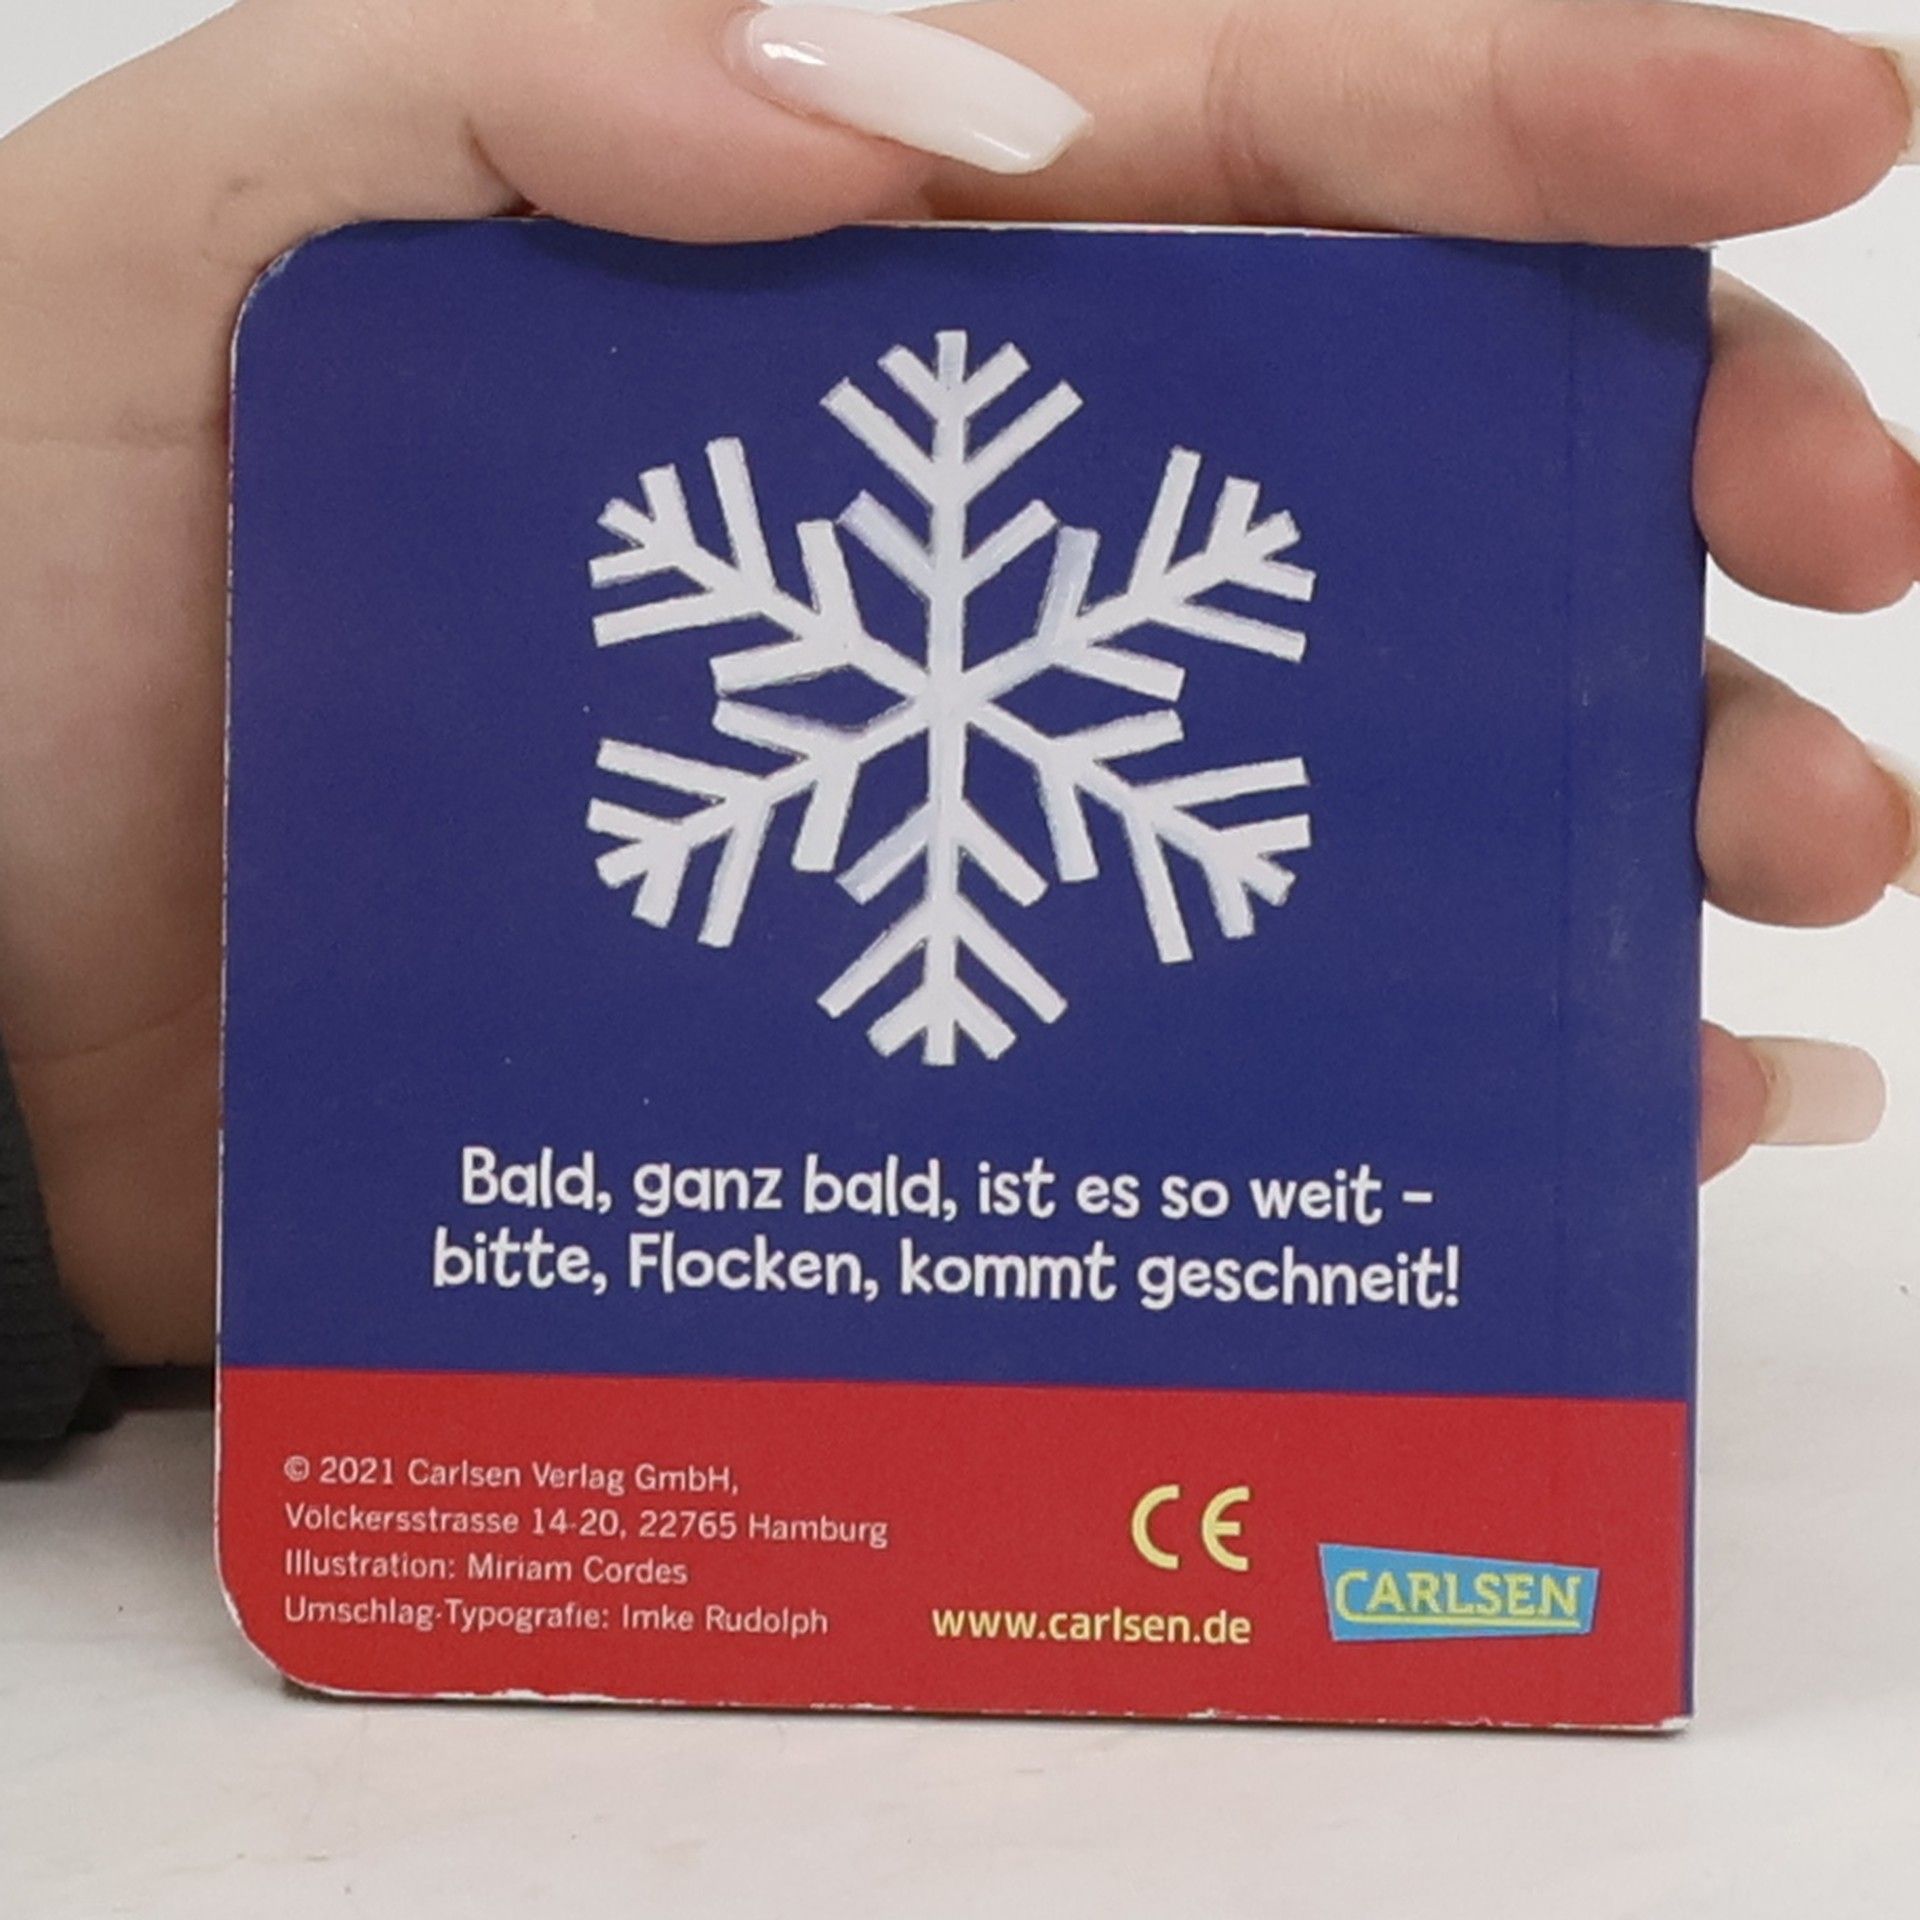 Bald, ganz bald, ist es so weit –
bitte, Flocken, kommt geschneit!
© 2021 Carlsen Verlag GmbH,
Völckersstrasse 14-20, 22765 Hamburg
Illustration: Miriam Cordes
Umschlag-Typografie: Imke Rudolph
CE
www.carlsen.de
CARLSEN